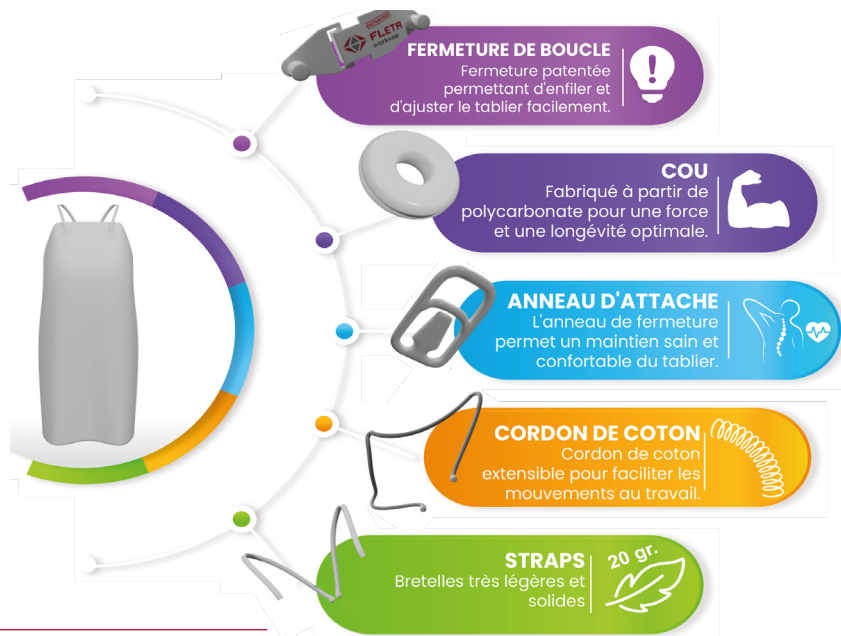 PATENTED
FLETA
workwear
FERMETURE DE BOUCLE
Fermeture patentée
permettant d'enfiler et
d'ajuster le tablier facilement.
COU
Fabriqué à partir de
polycarbonate pour une force
et une longévité optimale.
ANNEAU D'ATTACHE
L'anneau de fermeture
permet un maintien sain et
confortable du tablier.
CORDON DE COTON
Cordon de coton
extensible pour faciliter les
mouvements au travail.
STRAPS
20 gr.
Bretelles très légères et
solides